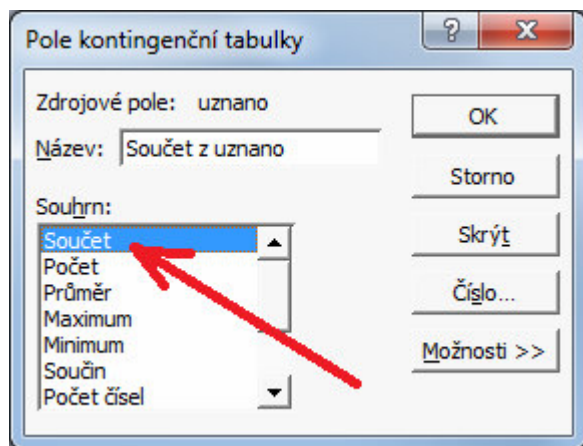 Pole kontingenční tabulky
Zdrojové pole: uznano
Název: Součet z uznano
Souhrn:
Součet
Počet
Průměr
Maximum
Minimum
Součin
Počet čísel
OK
Storno
Skrýt
Číslo...
Možnosti >>